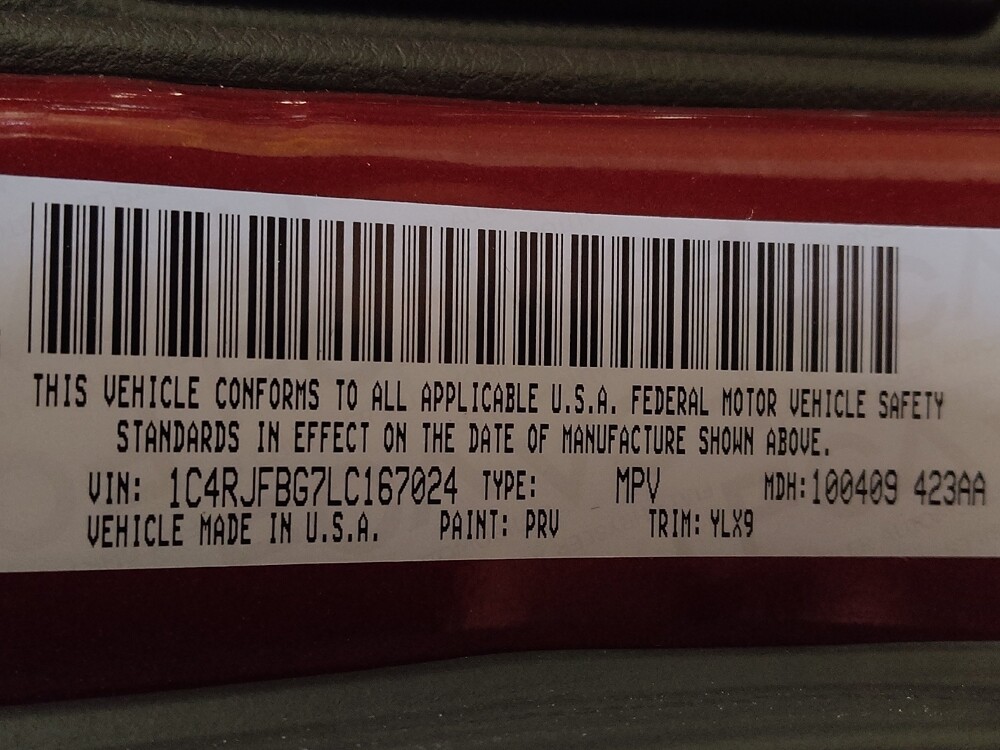 THIS VEHICLE CONFORMS TO ALL APPLICABLE U.S.A. FEDERAL MOTOR VEHICLE SAFETY
STANDARDS IN EFFECT ON THE DATE OF MANUFACTURE SHOWN ABOVE.
VIN: 1C4RJFBG7LC167024 TYPE: MPV MDH:100409 423AA
VEHICLE MADE IN U.S.A. PAINT: PRV TRIM: YLX9